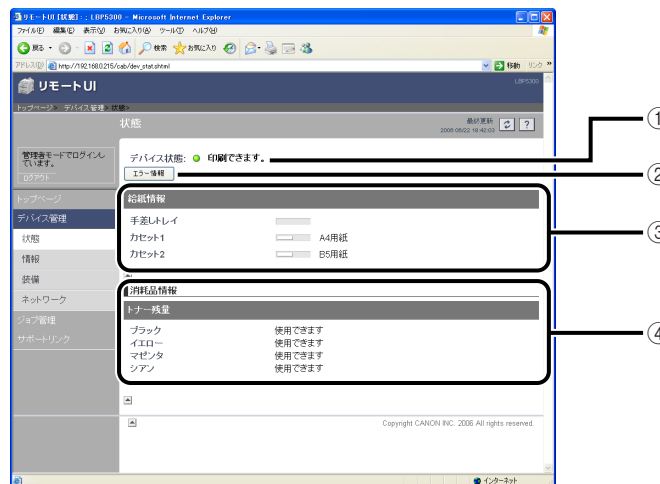 リモートUI [状態] : ; LBP5300 - Microsoft Internet Explorer
ファイル(F) 編集(E) 表示(V) お気に入り(A) ツール(T) ヘルプ(H)
戻る 検索 お気に入り
アドレス(D) http://192.168.0.215/cab/dev_stat.shtml 移動 リンク »
リモートUI LBP5300
トップページ> デバイス管理> 状態>
状態 最終更新
2006 06/22 18:42:03
管理者モードでログインしています。
ログアウト
デバイス状態: 印刷できます。
エラー情報
トップページ
デバイス管理
状態
情報
装備
ネットワーク
ジョブ管理
サポートリンク
給紙情報
手差しトレイ
カセット1 A4用紙
カセット2 B5用紙
消耗品情報
トナー残量
ブラック 使用できます
イエロー 使用できます
マゼンタ 使用できます
シアン 使用できます
Copyright CANON INC. 2006 All rights reserved.
インターネット
①
②
③
④